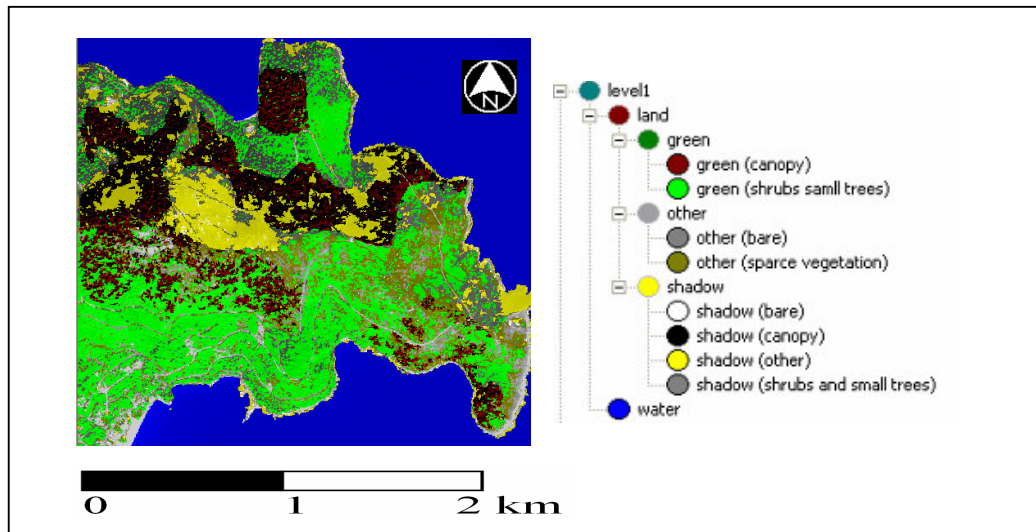 N
level1
land
green
green (canopy)
green (shrubs samll trees)
other
other (bare)
other (sparce vegetation)
shadow
shadow (bare)
shadow (canopy)
shadow (other)
shadow (shrubs and small trees)
water
0 1 2 km